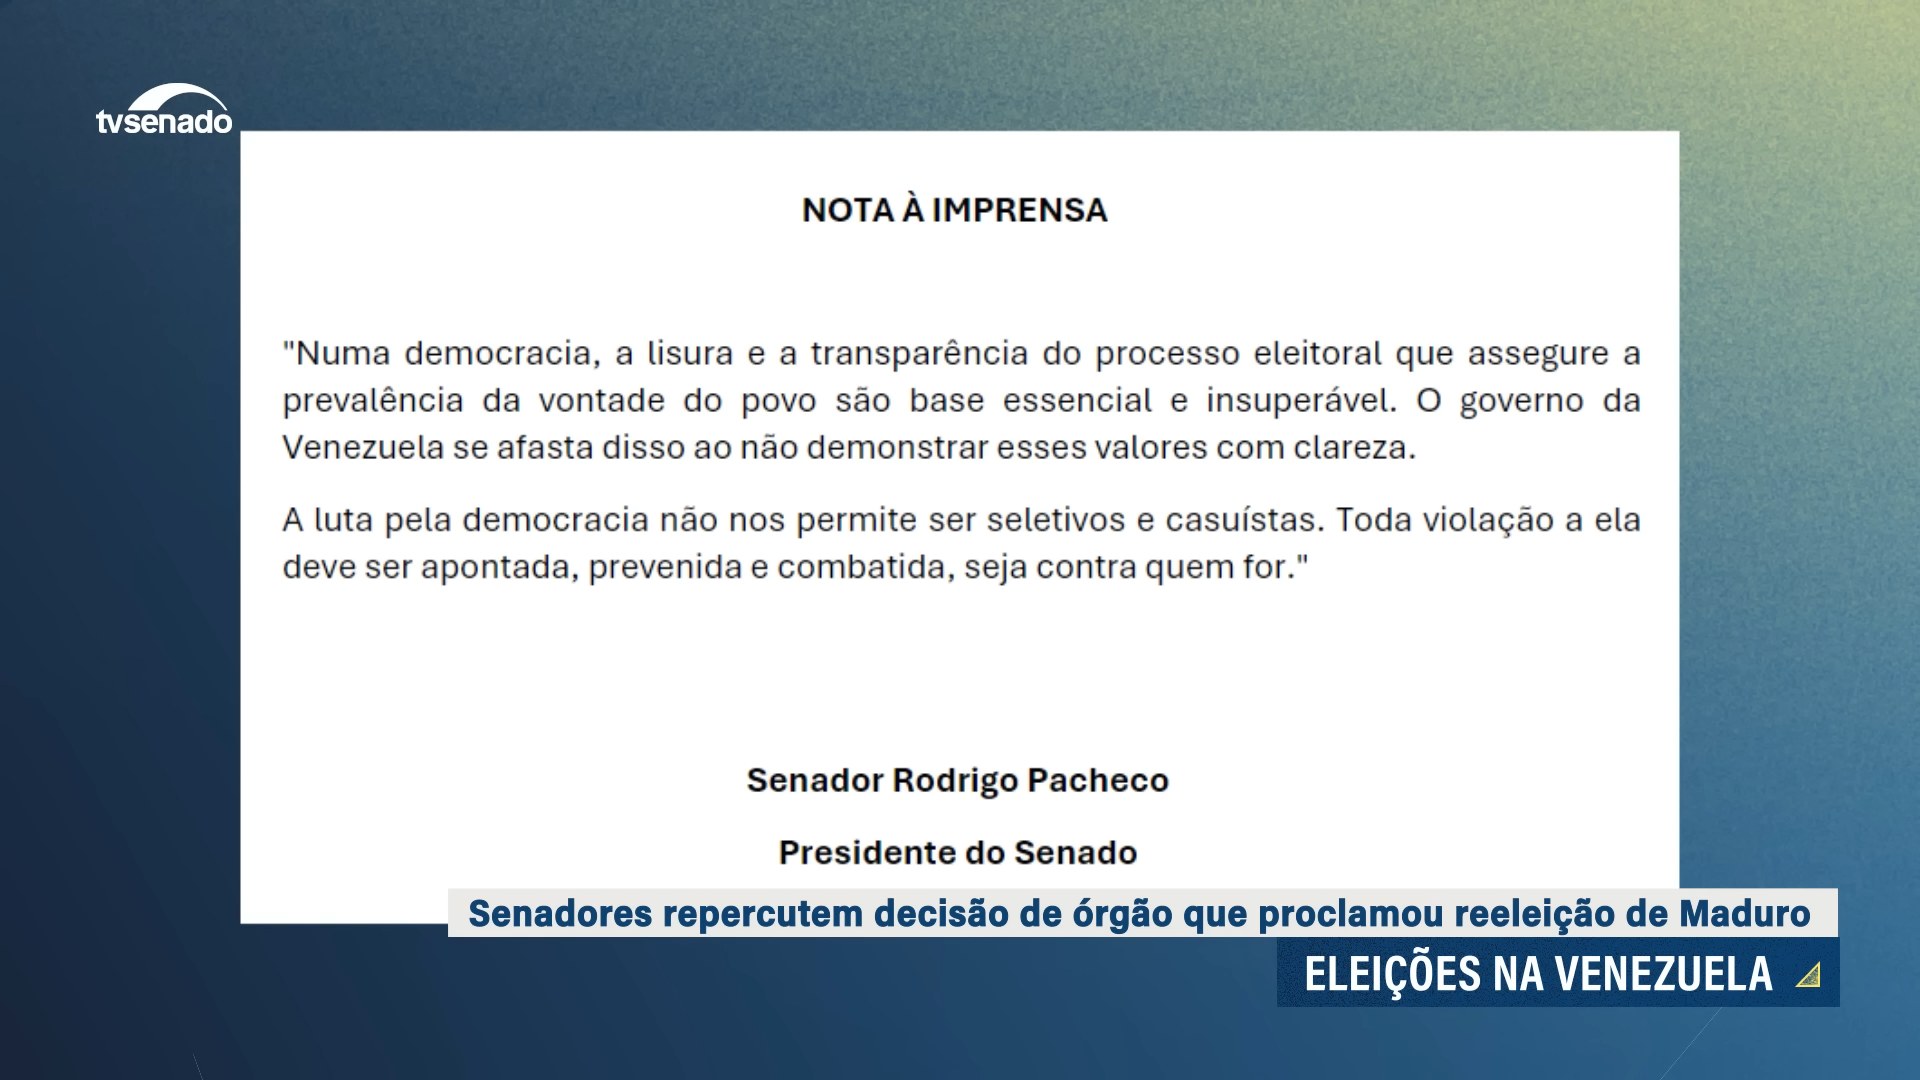 tvsenado
NOTA À IMPRENSA
"Numa democracia, a lisura e a transparência do processo eleitoral que assegure a
prevalência da vontade do povo são base essencial e insuperável. O governo da
Venezuela se afasta disso ao não demonstrar esses valores com clareza.
A luta pela democracia não nos permite ser seletivos e casuístas. Toda violação a ela
deve ser apontada, prevenida e combatida, seja contra quem for."
Senador Rodrigo Pacheco
Presidente do Senado
Senadores repercutem decisão de órgão que proclamou reeleição de Maduro
ELEIÇÕES NA VENEZUELA